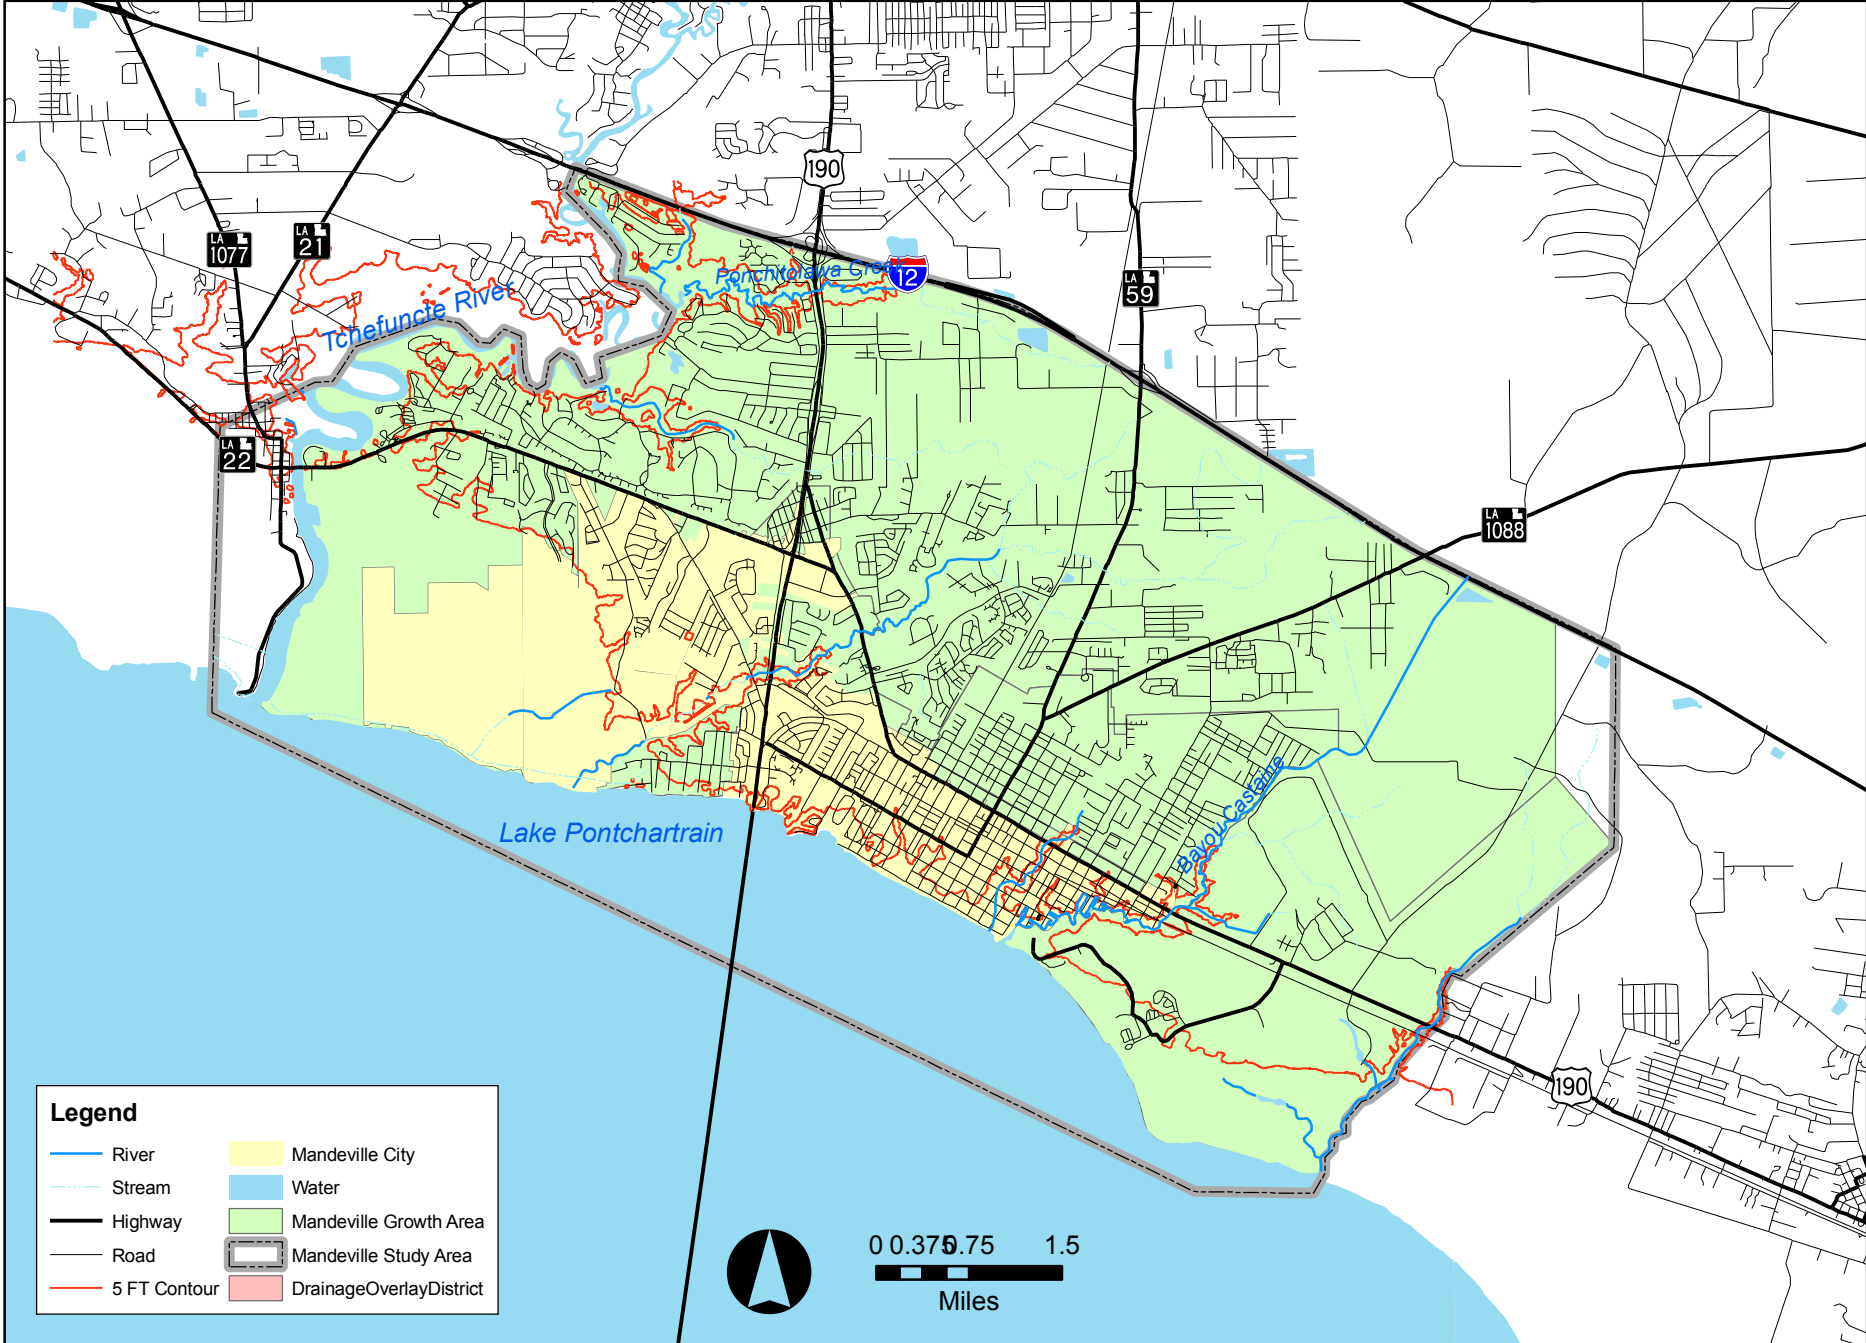 190
LA
1077
LA
21
Ponchitolawa Creek
12
LA
59
Tchefuncte River
LA
22
LA
1088
Bayou Castaine
Lake Pontchartrain
190
Legend
River
Mandeville City
Stream
Water
Highway
Mandeville Growth Area
Road
Mandeville Study Area
5 FT Contour
DrainageOverlayDistrict
0 0.375 0.75 1.5
Miles